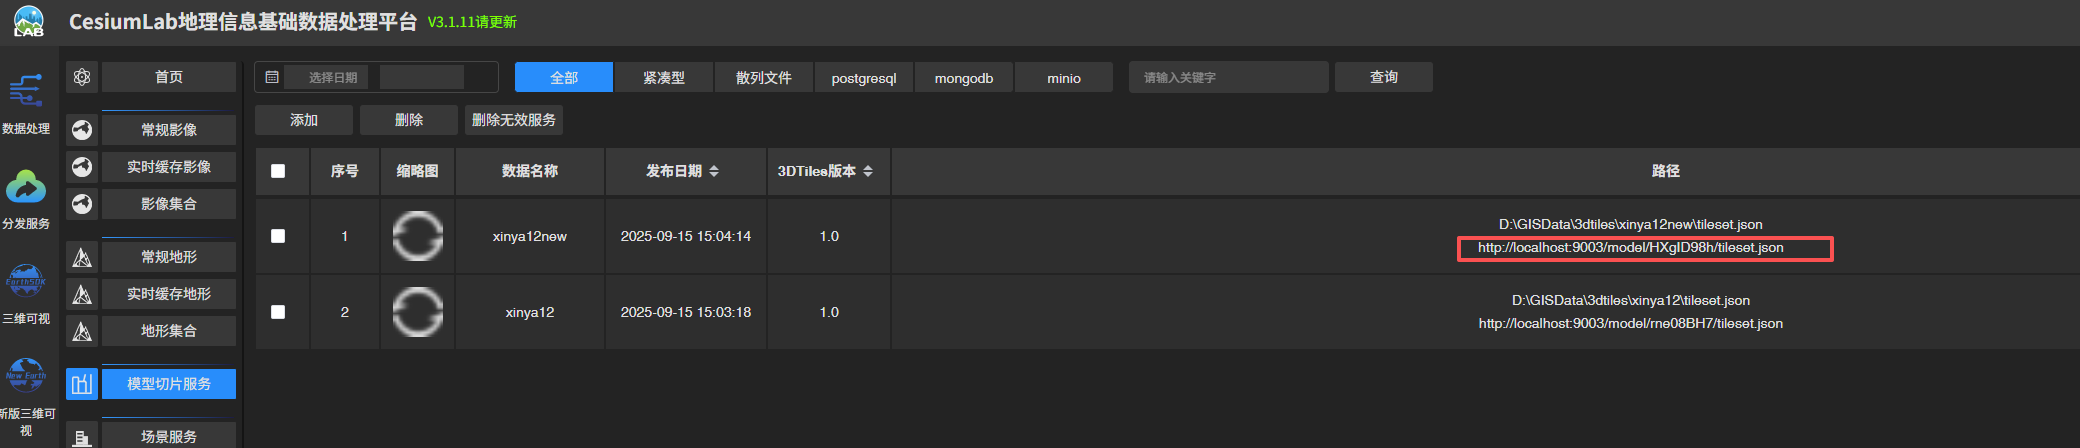 LAB
CesiumLab地理信息基础数据处理平台 V3.1.11请更新
数据处理
分发服务
EarthSDK
三维可视
New Earth
新版三维可
视
首页
常规影像
实时缓存影像
影像集合
常规地形
实时缓存地形
地形集合
模型切片服务
场景服务
选择日期 全部 紧凑型 散列文件 postgresql mongodb minio 请输入关键字 查询
添加 删除 删除无效服务
序号 缩略图 数据名称 发布日期 3DTiles版本 路径
1 xinya12new 2025-09-15 15:04:14 1.0 D:\GISData\3dtiles\xinya12new\tileset.json
http://localhost:9003/model/HXgID98h/tileset.json
2 xinya12 2025-09-15 15:03:18 1.0 D:\GISData\3dtiles\xinya12\tileset.json
http://localhost:9003/model/rne08BH7/tileset.json